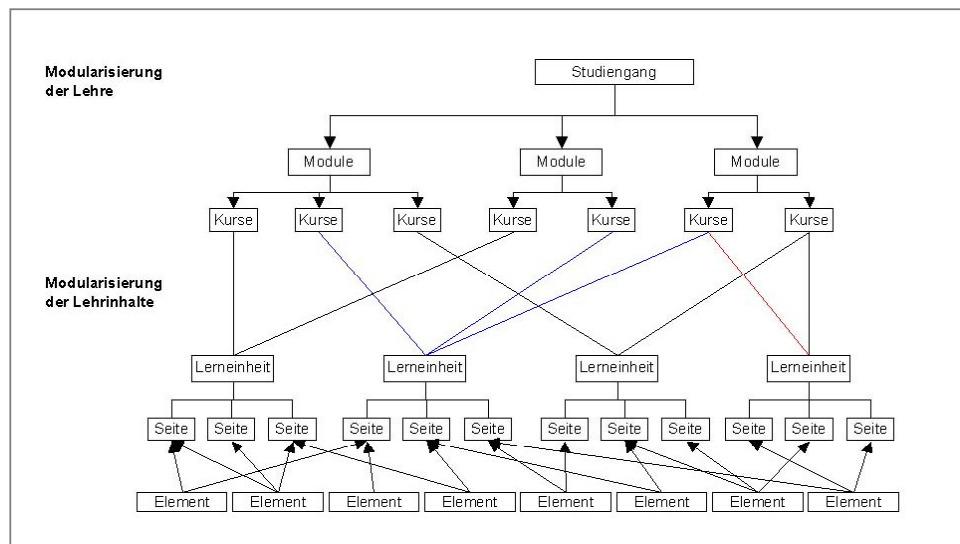 Modularisierung
der Lehre
Studiengang
Module Module Module
Kurse Kurse Kurse Kurse Kurse Kurse Kurse
Modularisierung
der Lehrinhalte
Lerneinheit Lerneinheit Lerneinheit Lerneinheit
Seite Seite Seite Seite Seite Seite Seite Seite Seite Seite Seite Seite
Element Element Element Element Element Element Element Element